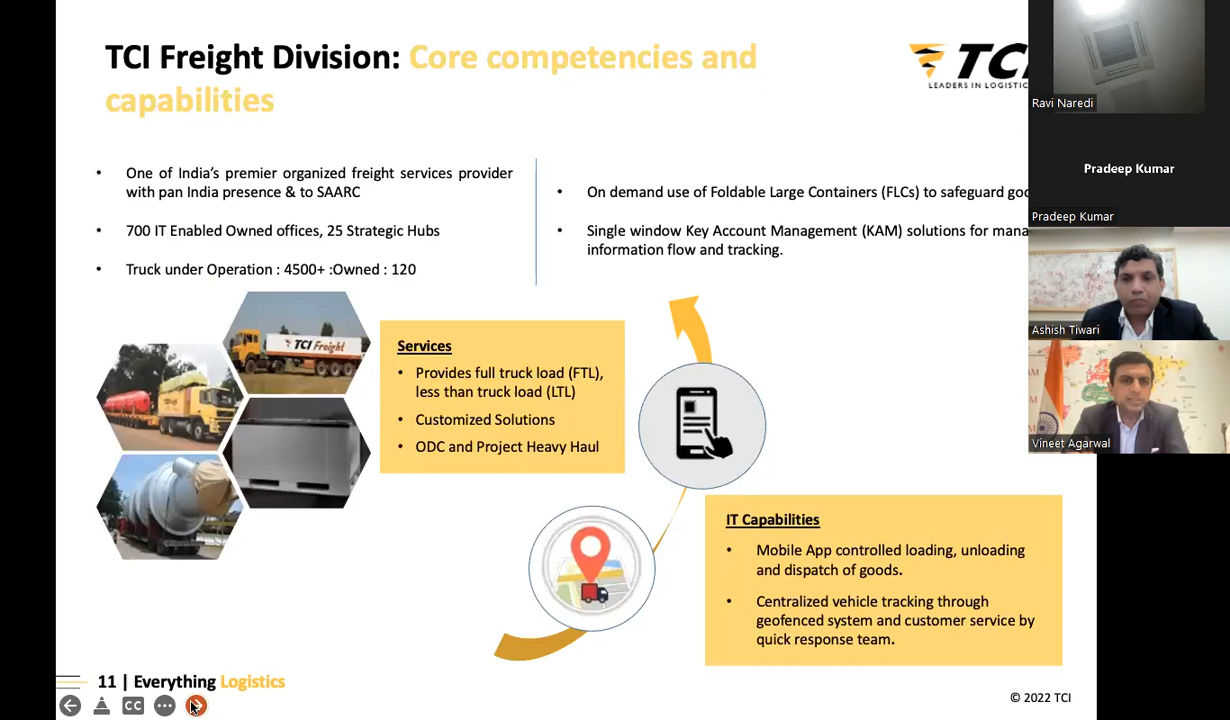 TCI Freight Division: Core competencies and
capabilities
TCI
LEADERS IN LOGISTIC
• One of India's premier organized freight services provider
with pan India presence & to SAARC
• 700 IT Enabled Owned offices, 25 Strategic Hubs
• Truck under Operation : 4500+ :Owned : 120
• On demand use of Foldable Large Containers (FLCs) to safeguard goo
• Single window Key Account Management (KAM) solutions for mana
information flow and tracking.
TCI Freight
Services
• Provides full truck load (FTL),
less than truck load (LTL)
• Customized Solutions
• ODC and Project Heavy Haul
IT Capabilities
• Mobile App controlled loading, unloading
and dispatch of goods.
• Centralized vehicle tracking through
geofenced system and customer service by
quick response team.
11 | Everything Logistics
CC
© 2022 TCI
Ravi Naredi
Pradeep Kumar
Pradeep Kumar
Ashish Tiwari
Vineet Agarwal